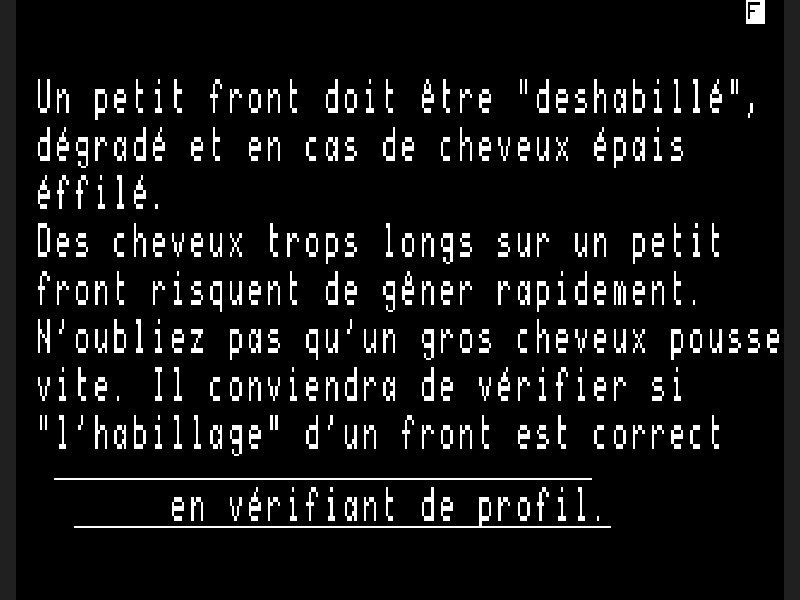 F
Un petit front doit être "deshabillé",
dégradé et en cas de cheveux épais
éffilé.
Des cheveux trops longs sur un petit
front risquent de gêner rapidement.
N'oubliez pas qu'un gros cheveux pousse
vite. Il conviendra de vérifier si
"l'habillage" d'un front est correct
en vérifiant de profil.